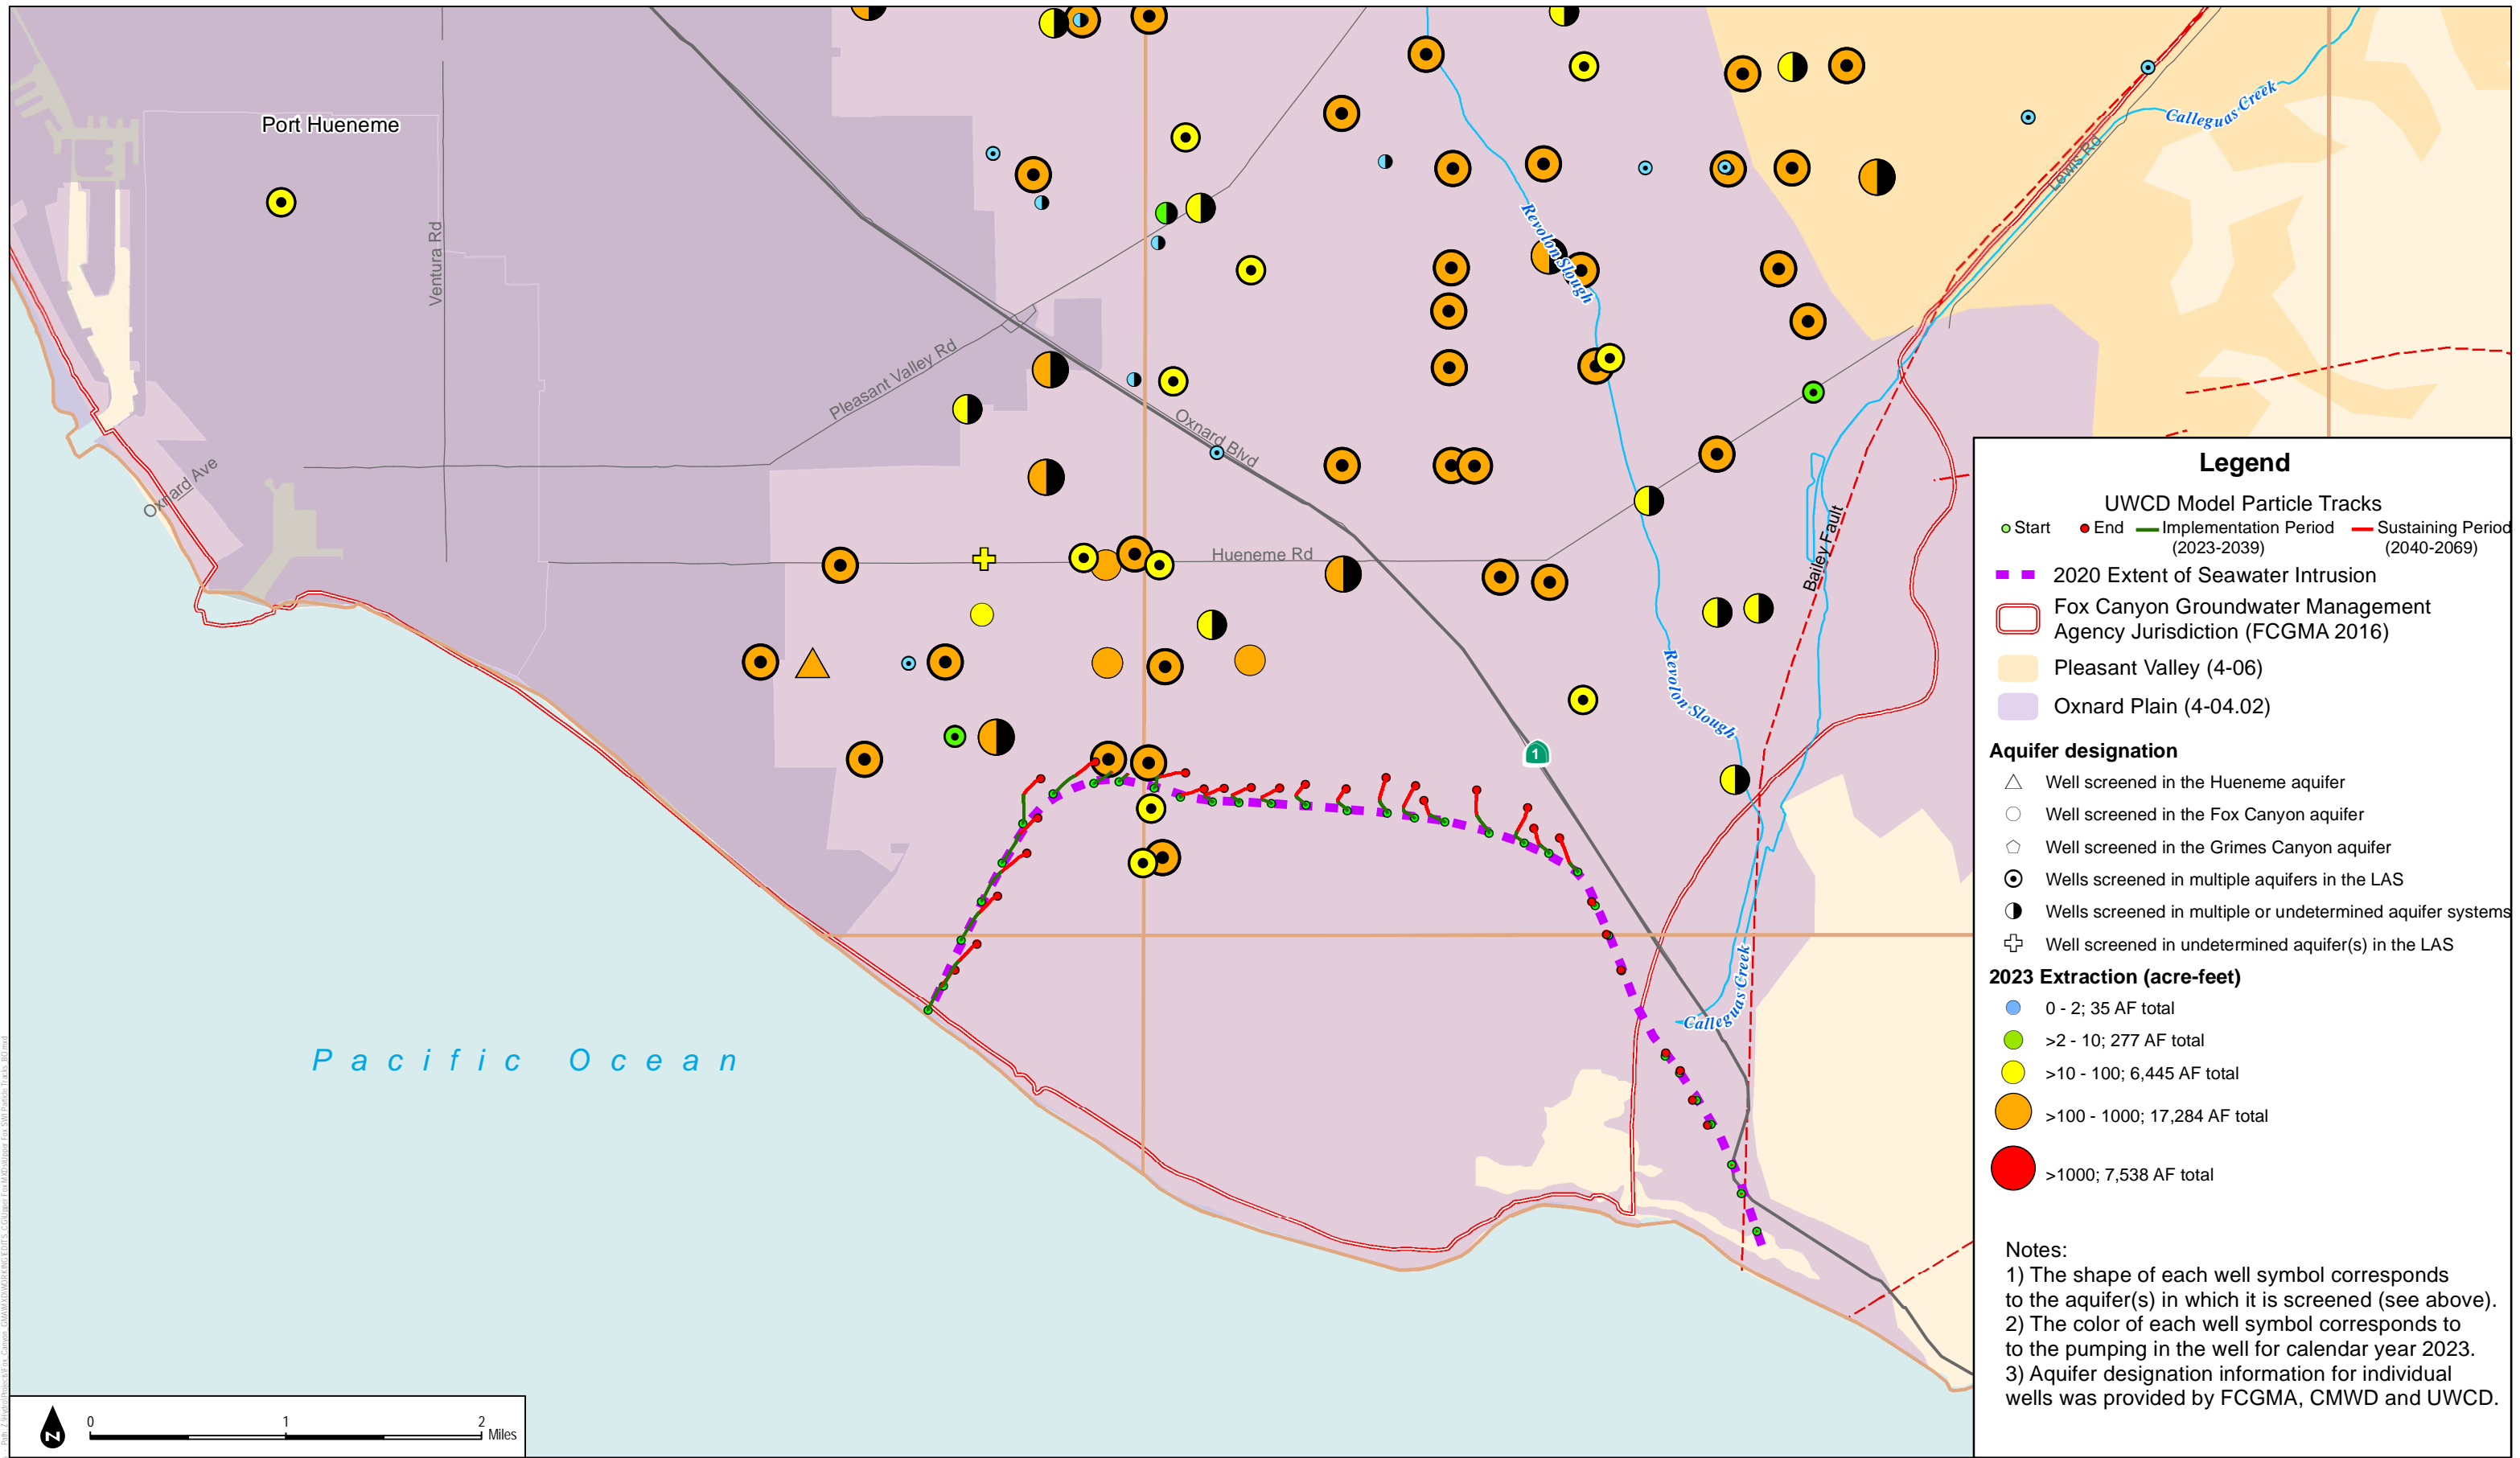 Port Hueneme
Ventura Rd
Oxnard Ave
Pleasant Valley Rd
Oxnard Blvd
Hueneme Rd
Revolon Slough
Revolon Slough
Calleguas Creek
Lewis Rd
Bailey Fault
1
Calleguas Creek
Pacific Ocean
N
0 1 2
Miles
Legend
UWCD Model Particle Tracks
Start End Implementation Period Sustaining Period
(2023-2039) (2040-2069)
2020 Extent of Seawater Intrusion
Fox Canyon Groundwater Management
Agency Jurisdiction (FCGMA 2016)
Pleasant Valley (4-06)
Oxnard Plain (4-04.02)
Aquifer designation
Well screened in the Hueneme aquifer
Well screened in the Fox Canyon aquifer
Well screened in the Grimes Canyon aquifer
Wells screened in multiple aquifers in the LAS
Wells screened in multiple or undetermined aquifer systems
Well screened in undetermined aquifer(s) in the LAS
2023 Extraction (acre-feet)
0 - 2; 35 AF total
>2 - 10; 277 AF total
>10 - 100; 6,445 AF total
>100 - 1000; 17,284 AF total
>1000; 7,538 AF total
Notes:
1) The shape of each well symbol corresponds
to the aquifer(s) in which it is screened (see above).
2) The color of each well symbol corresponds to
to the pumping in the well for calendar year 2023.
3) Aquifer designation information for individual
wells was provided by FCGMA, CMWD and UWCD.